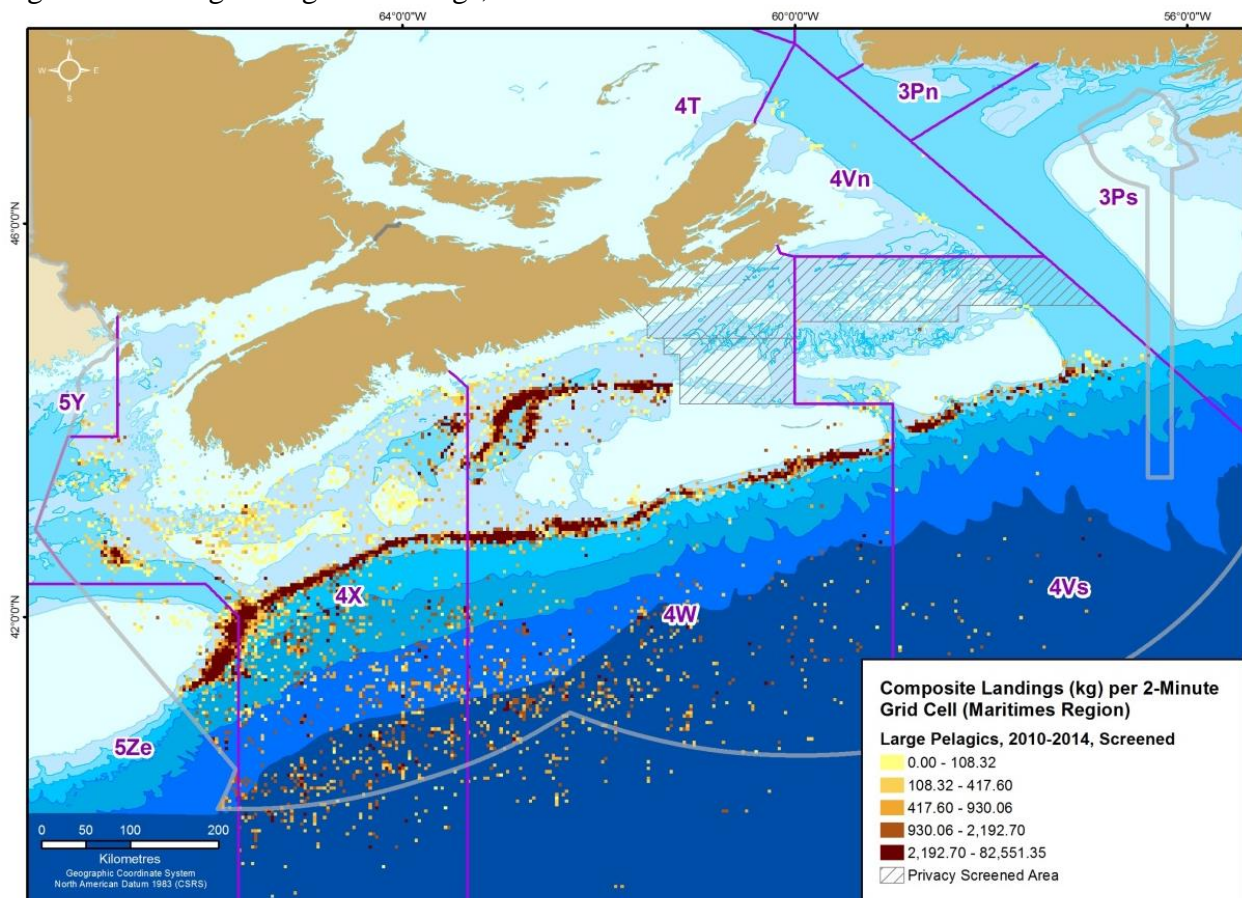 64°0'0"W 60°0'0"W 56°0'0"W
N
W E
S
4T
3Pn
4Vn
3Ps
46°0'0"N
5Y
4X
4W
4Vs
42°0'0"N
5Ze
0 50 100 200
Kilometres
Geographic Coordinate System
North American Datum 1983 (CSRS)
Composite Landings (kg) per 2-Minute
Grid Cell (Maritimes Region)
Large Pelagics, 2010-2014, Screened
0.00 - 108.32
108.32 - 417.60
417.60 - 930.06
930.06 - 2,192.70
2,192.70 - 82,551.35
Privacy Screened Area